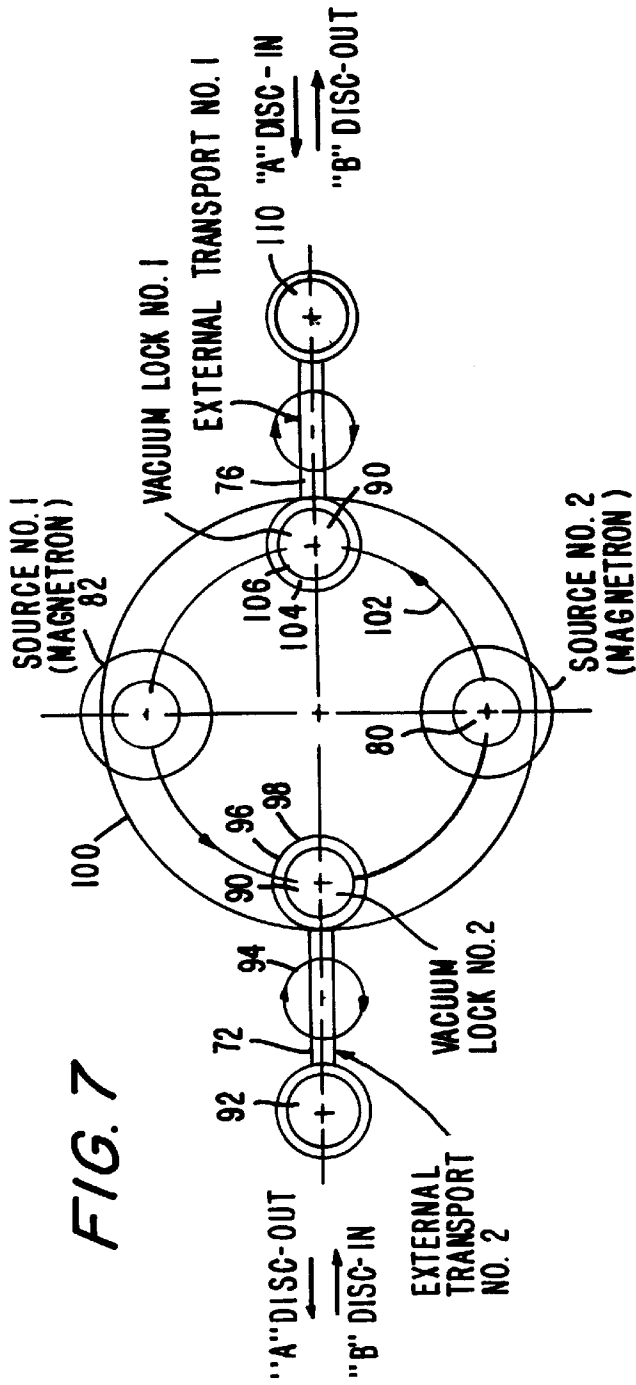 FIG. 7
"A" DISC-OUT
"B" DISC-IN
EXTERNAL
TRANSPORT
NO. 2
92
72
94
VACUUM
LOCK NO.2
90
96
98
100
SOURCE NO. 1
(MAGNETRON)
82
80
SOURCE NO. 2
(MAGNETRON)
102
104
106
90
VACUUM LOCK NO. 1
76
EXTERNAL TRANSPORT NO. 1
110
"A" DISC-IN
"B" DISC-OUT